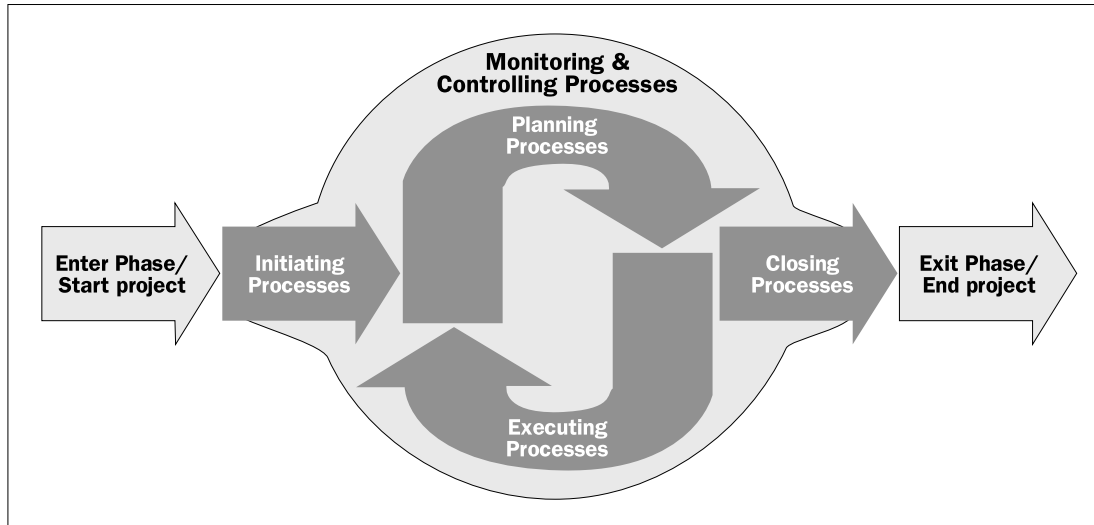 Monitoring &
Controlling Processes
Planning
Processes
Enter Phase/
Start project
Initiating
Processes
Closing
Processes
Exit Phase/
End project
Executing
Processes